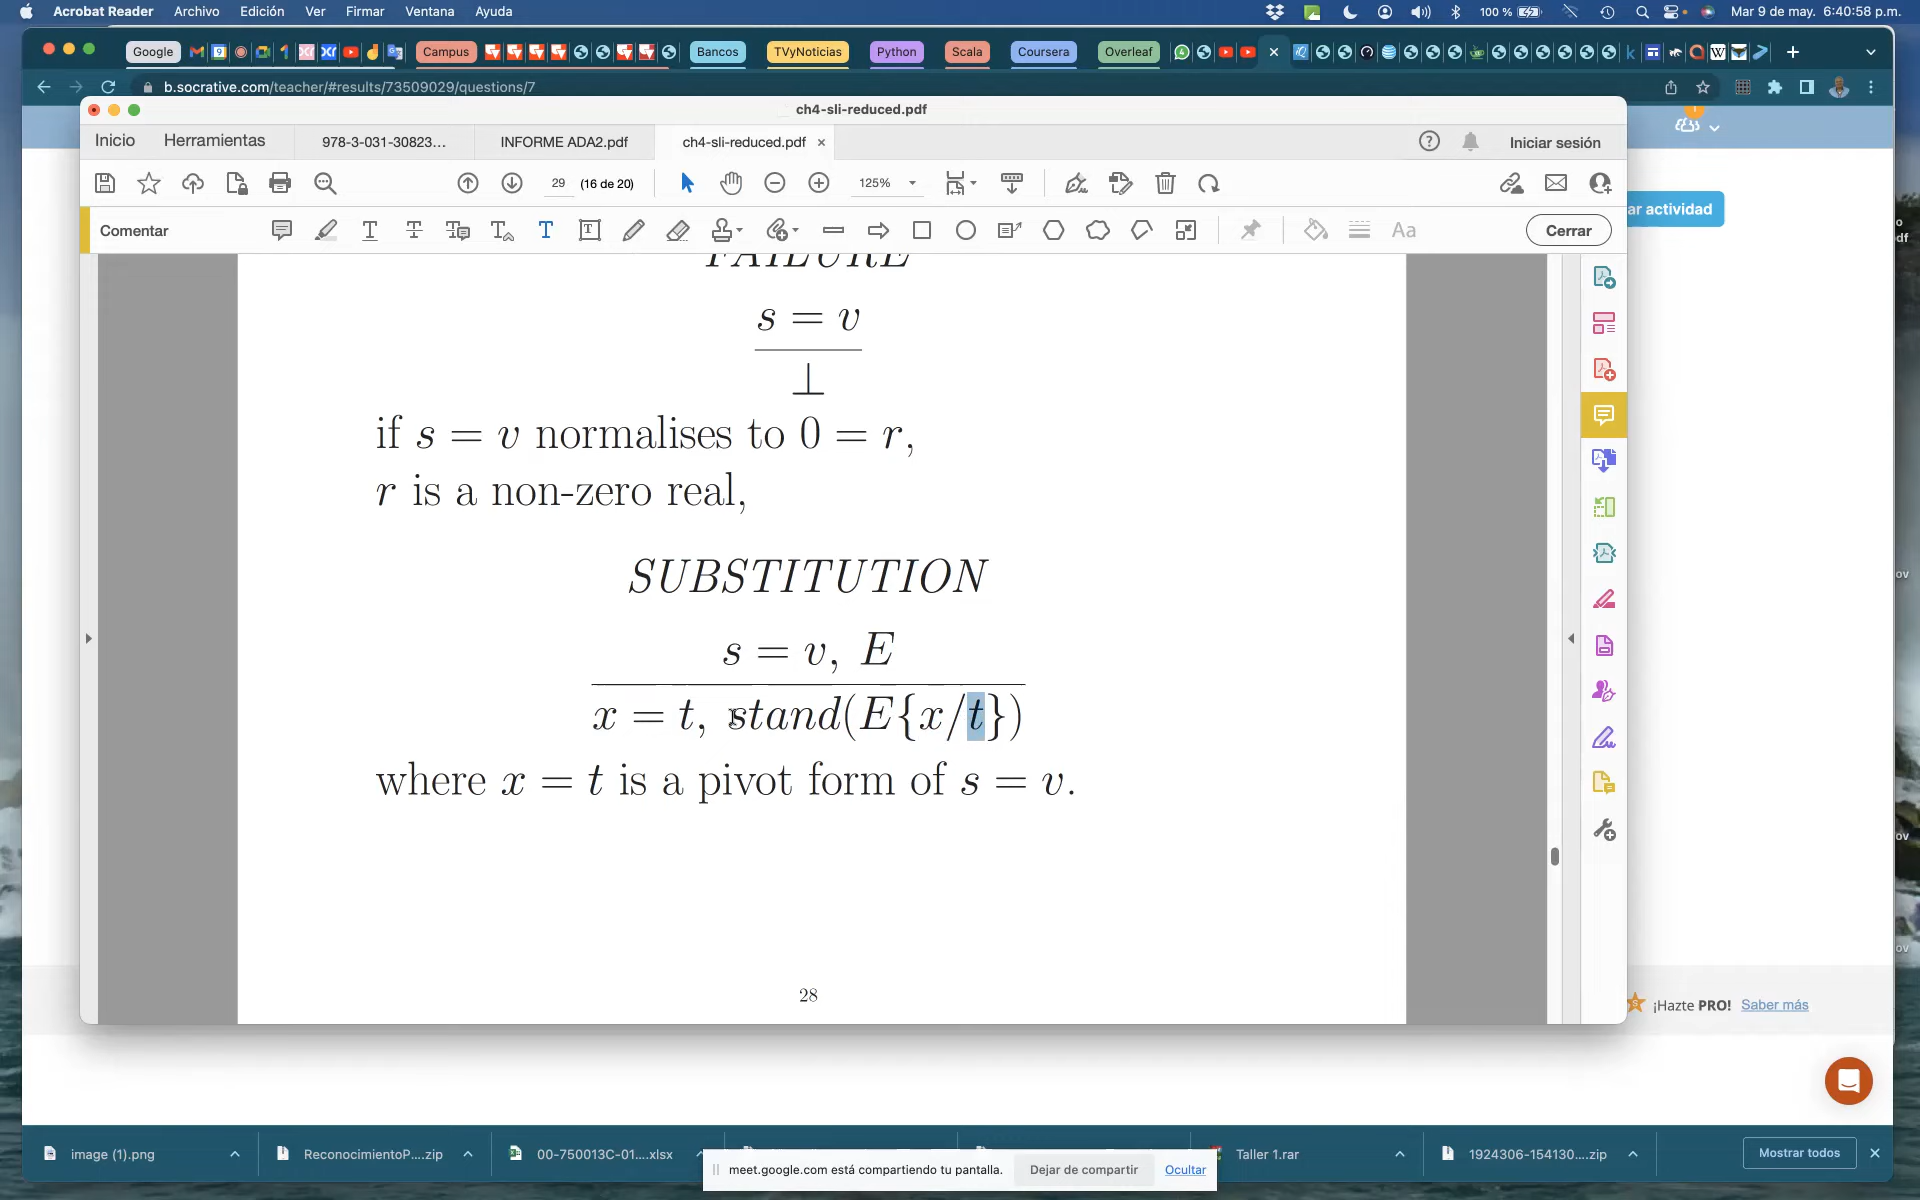 Acrobat Reader Archivo Edición Ver Firmar Ventana Ayuda 100 % Mar 9 de may. 6:40:58 p.m.
Google Campus Bancos TVyNoticias Python Scala Coursera Overleaf
b.socrative.com/teacher/#results/73509029/questions/7
ch4-sli-reduced.pdf
Inicio Herramientas 978-3-031-30823... INFORME ADA2.pdf ch4-sli-reduced.pdf Iniciar sesión
29 (16 de 20) 125%
ar actividad
Comentar Cerrar
FAILURE
s = v
⊥
if s = v normalises to 0 = r,
r is a non-zero real,
SUBSTITUTION
s = v, E
x = t, stand(E{x/t})
where x = t is a pivot form of s = v.
28
¡Hazte PRO! Saber más
image (1).png ReconocimientoP....zip 00-750013C-01....xlsx Taller 1.rar 1924306-154130....zip Mostrar todos
meet.google.com está compartiendo tu pantalla. Dejar de compartir Ocultar